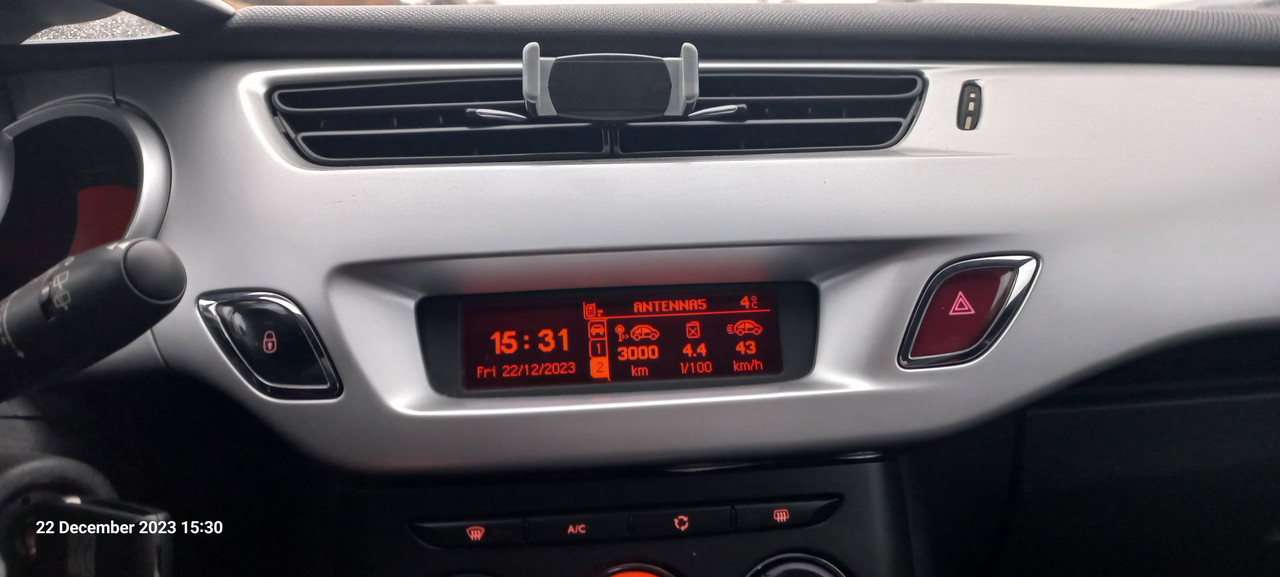 ANTENNA5 4°C
15:31
Fri 22/12/2023
1
2
3000 4.4 43
km l/100 km/h
A/C
22 December 2023 15:30